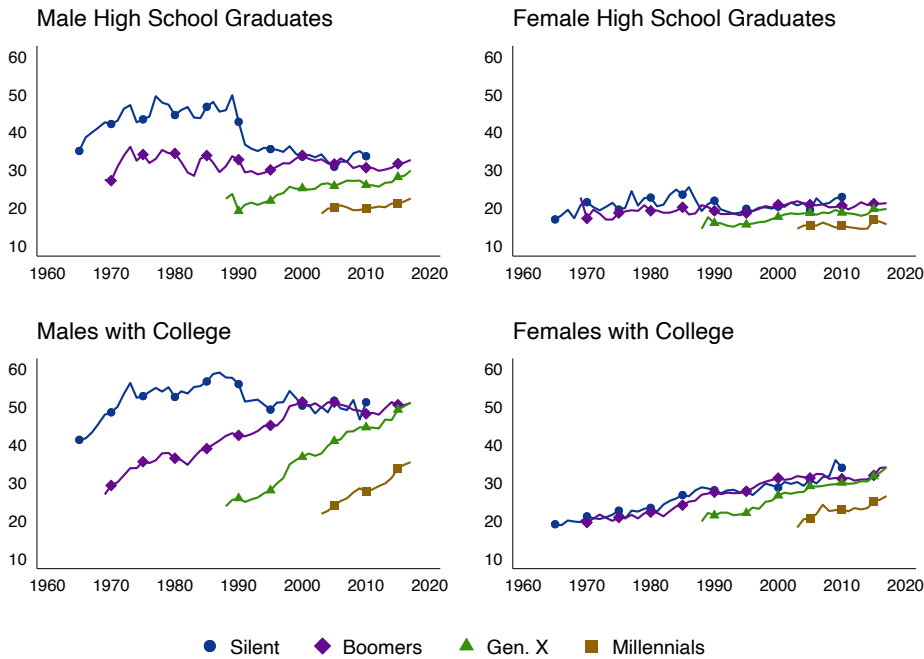 Male High School Graduates
60
50
40
30
20
10
1960 1970 1980 1990 2000 2010 2020
Female High School Graduates
60
50
40
30
20
10
1960 1970 1980 1990 2000 2010 2020
Males with College
60
50
40
30
20
10
1960 1970 1980 1990 2000 2010 2020
Females with College
60
50
40
30
20
10
1960 1970 1980 1990 2000 2010 2020
Silent Boomers Gen. X Millennials